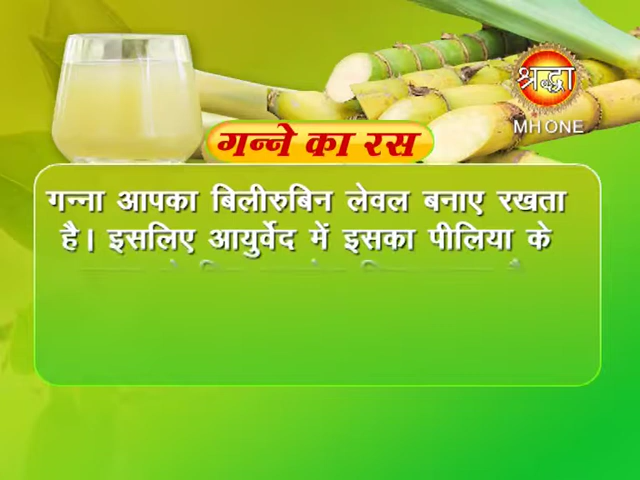 श्रद्धा
MH ONE
गन्ने का रस
गन्ना आपका बिलीरुबिन लेवल बनाए रखता
है। इसलिए आयुर्वेद में इसका पीलिया के